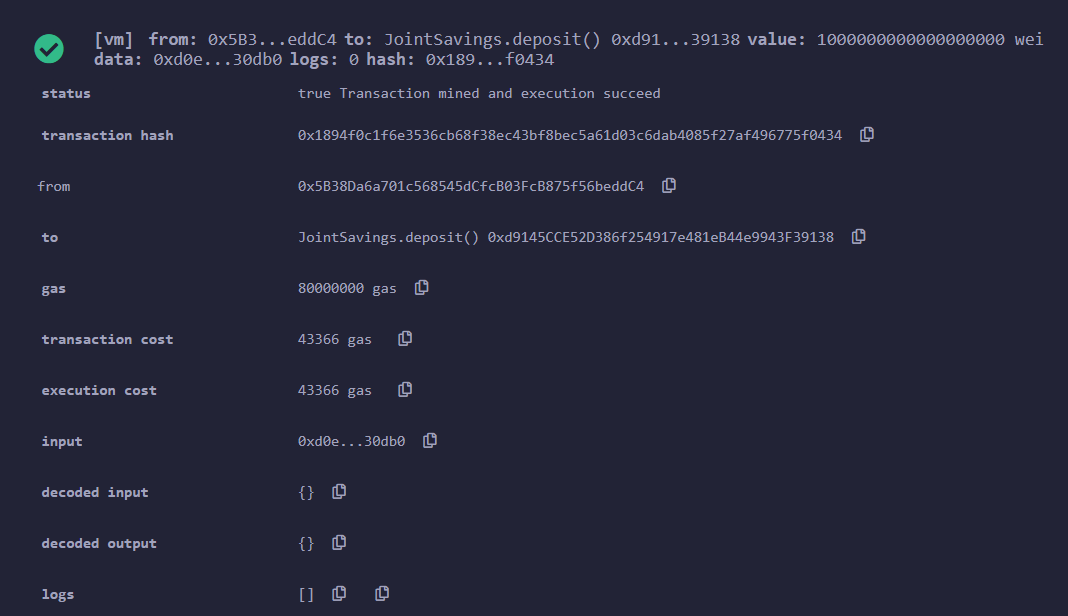 [vm] from: 0x5B3...eddC4 to: JointSavings.deposit() 0xd91...39138 value: 1000000000000000000 wei
data: 0xd0e...30db0 logs: 0 hash: 0x189...f0434
status true Transaction mined and execution succeed
transaction hash 0x1894f0c1f6e3536cb68f38ec43bf8bec5a61d03c6dab4085f27af496775f0434
from 0x5B38Da6a701c568545dCfcB03FcB875f56beddC4
to JointSavings.deposit() 0xd9145CCE52D386f254917e481eB44e9943F39138
gas 80000000 gas
transaction cost 43366 gas
execution cost 43366 gas
input 0xd0e...30db0
decoded input {}
decoded output {}
logs []